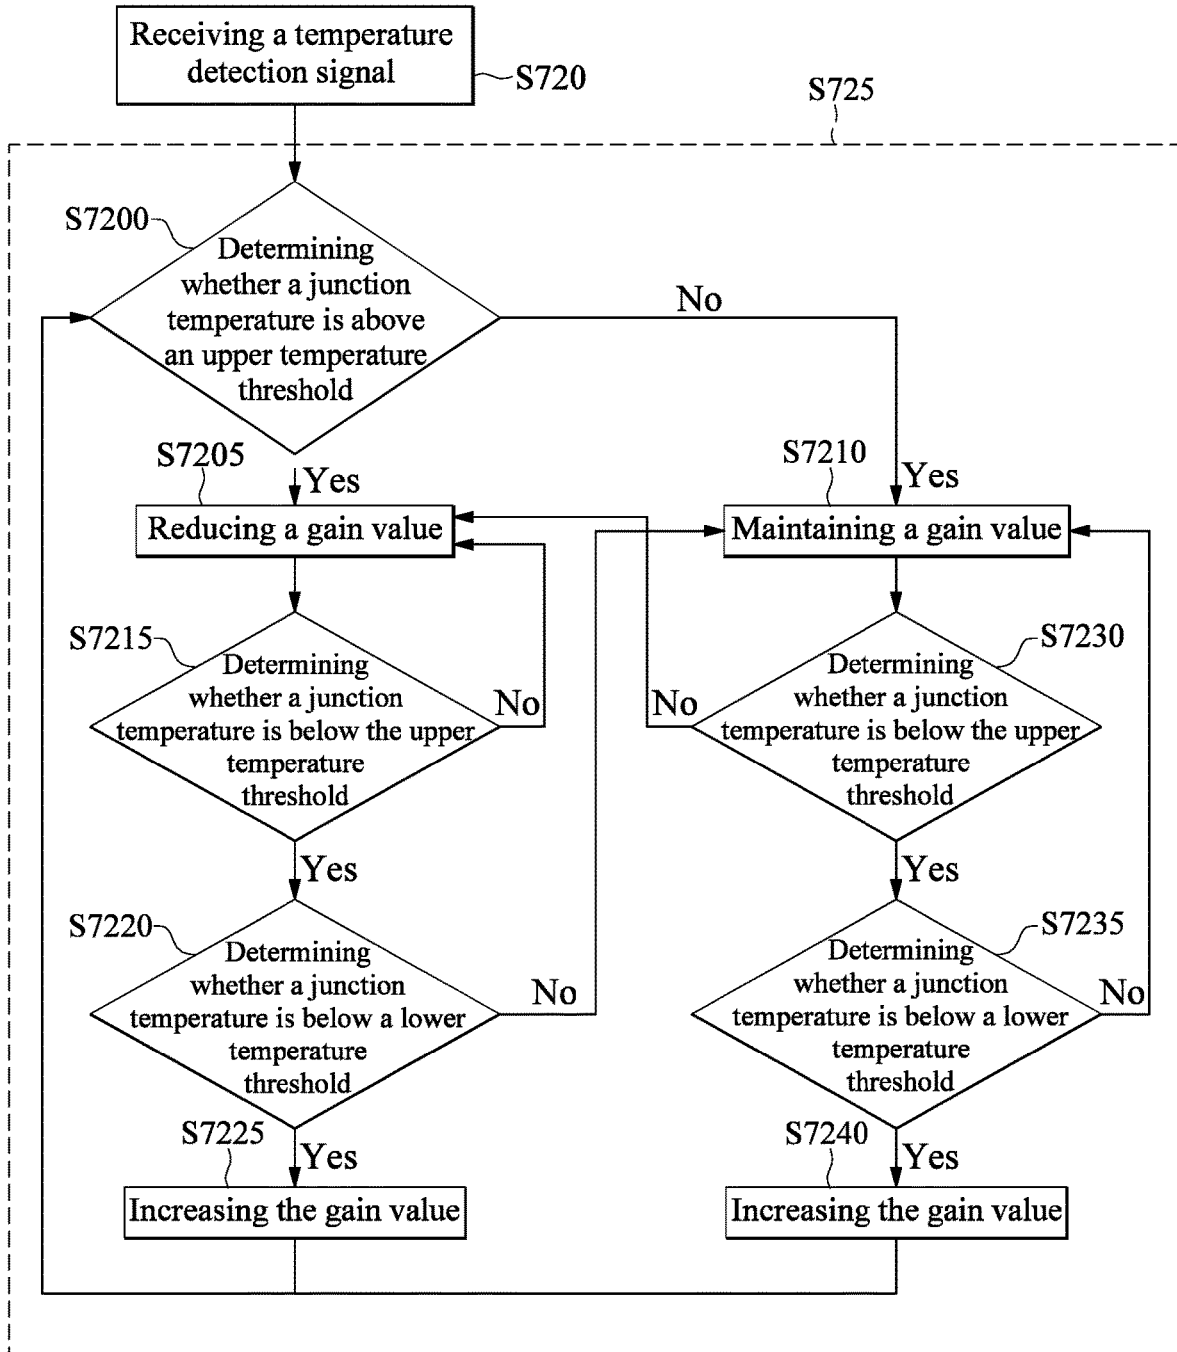 Receiving a temperature
detection signal
S720
S725
S7200
Determining
whether a junction
temperature is above
an upper temperature
threshold
No
S7205
Yes
Reducing a gain value
S7210
Yes
Maintaining a gain value
S7215
Determining
whether a junction
temperature is below the upper
temperature
threshold
No
Yes
S7230
Determining
whether a junction
temperature is below the upper
temperature
threshold
No
Yes
S7220
Determining
whether a junction
temperature is below a lower
temperature
threshold
No
Yes
S7235
Determining
whether a junction
temperature is below a lower
temperature
threshold
No
Yes
S7225
Increasing the gain value
S7240
Increasing the gain value